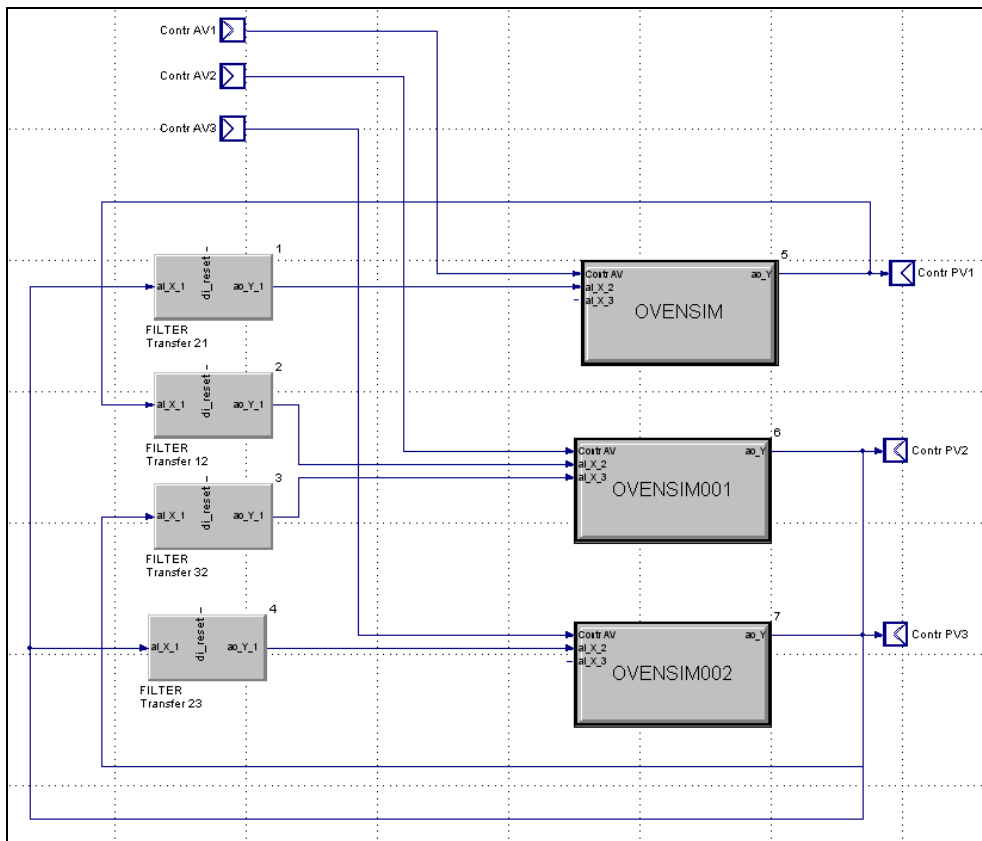 Contr AV1
Contr AV2
Contr AV3
1
di_reset
aI_X_1
ao_Y_1
FILTER
Transfer 21
2
di_reset
aI_X_1
ao_Y_1
FILTER
Transfer 12
3
di_reset
aI_X_1
ao_Y_1
FILTER
Transfer 32
4
di_reset
aI_X_1
ao_Y_1
FILTER
Transfer 23
5
Contr AV
ao_Y
aI_X_2
aI_X_3
OVENSIM
Contr PV1
6
Contr AV
ao_Y
aI_X_2
aI_X_3
OVENSIM001
Contr PV2
7
Contr AV
ao_Y
aI_X_2
aI_X_3
OVENSIM002
Contr PV3